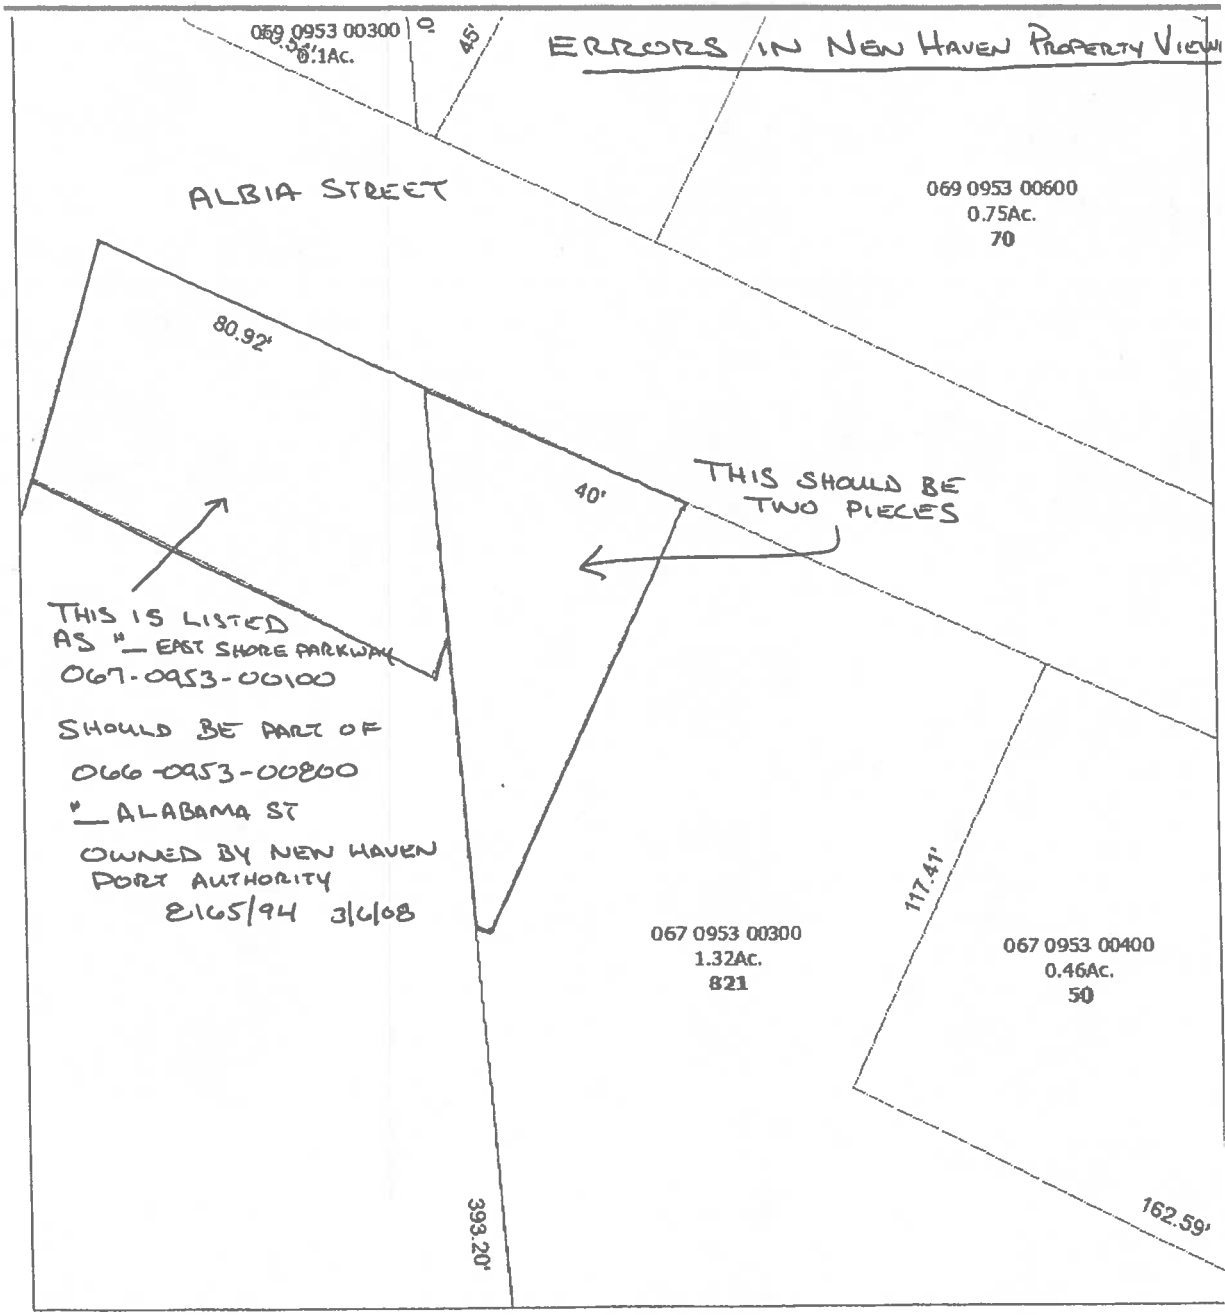 ERRORS IN NEW HAVEN PROPERTY
069 0953 00300
0.1Ac.
45'
069 0953 00600
0.75Ac.
70
ALBIA STREET
80.92'
40'
THIS SHOULD BE
TWO PIECES
THIS IS LISTED
AS "_ EAST SHORE PARKWAY
067-0953-00100
SHOULD BE PART OF
066-0953-00800
"_ ALABAMA ST
OWNED BY NEW HAVEN
PORT AUTHORITY
8165/94 3/6/08
117.41'
067 0953 00300
1.32Ac.
821
067 0953 00400
0.46Ac.
50
393.20'
162.59'